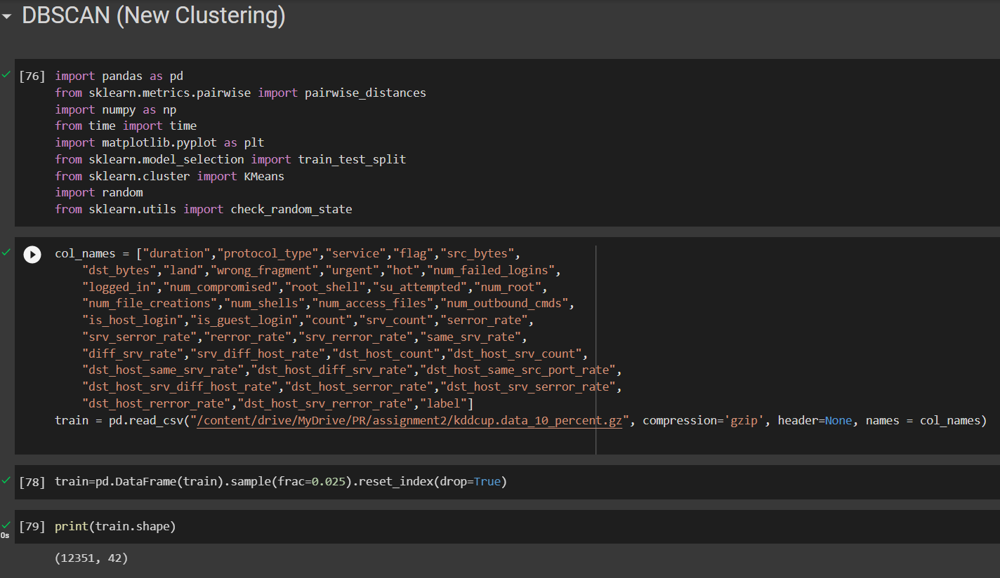 DBSCAN (New Clustering)
[76] import pandas as pd
from sklearn.metrics.pairwise import pairwise_distances
import numpy as np
from time import time
import matplotlib.pyplot as plt
from sklearn.model_selection import train_test_split
from sklearn.cluster import KMeans
import random
from sklearn.utils import check_random_state
col_names = ["duration","protocol_type","service","flag","src_bytes",
"dst_bytes","land","wrong_fragment","urgent","hot","num_failed_logins",
"logged_in","num_compromised","root_shell","su_attempted","num_root",
"num_file_creations","num_shells","num_access_files","num_outbound_cmds",
"is_host_login","is_guest_login","count","srv_count","serror_rate",
"srv_serror_rate","rerror_rate","srv_rerror_rate","same_srv_rate",
"diff_srv_rate","srv_diff_host_rate","dst_host_count","dst_host_srv_count",
"dst_host_same_srv_rate","dst_host_diff_srv_rate","dst_host_same_src_port_rate",
"dst_host_srv_diff_host_rate","dst_host_serror_rate","dst_host_srv_serror_rate",
"dst_host_rerror_rate","dst_host_srv_rerror_rate","label"]
train = pd.read_csv("/content/drive/MyDrive/PR/assignment2/kddcup.data_10_percent.gz", compression='gzip', header=None, names = col_names)
[78] train=pd.DataFrame(train).sample(frac=0.025).reset_index(drop=True)
[79] print(train.shape)
0s
(12351, 42)